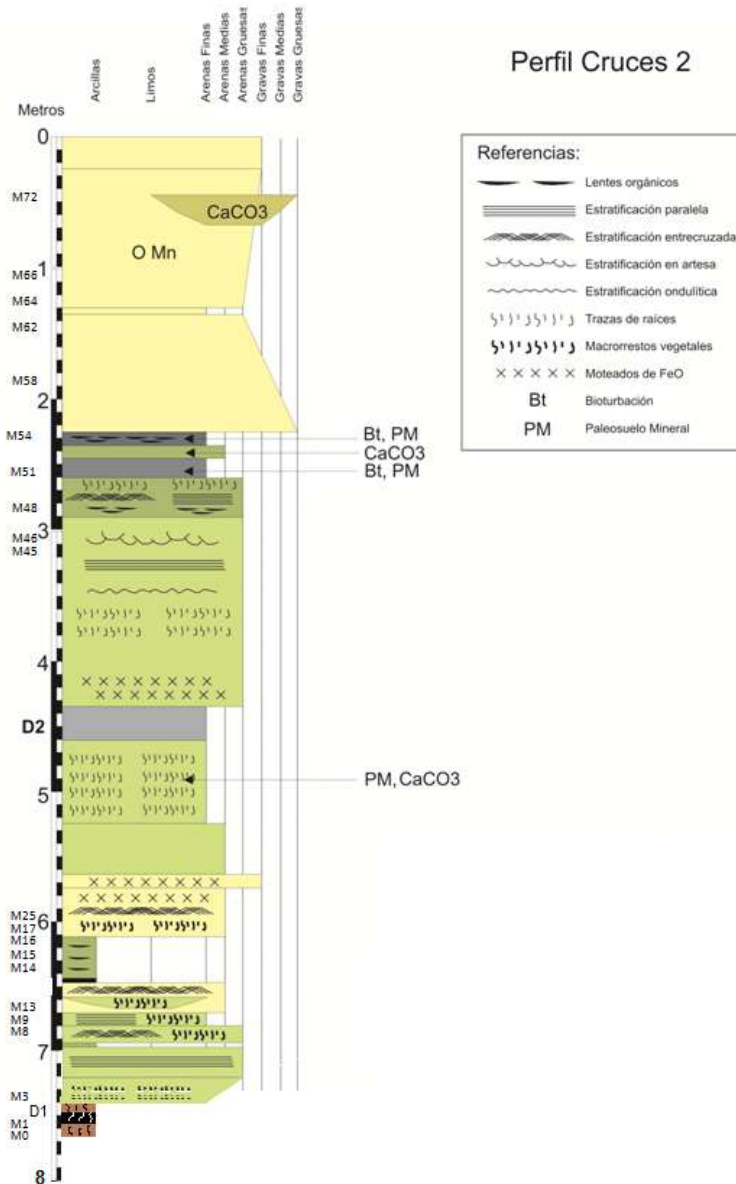 Perfil Cruces 2
Metros
Arcillas
Limos
Arenas Finas
Arenas Medias
Arenas Gruesas
Gravas Finas
Gravas Medias
Gravas Gruesas
0
M72
CaCO3
O Mn
1
M66
M64
M62
M58
2
M54
Bt, PM
CaCO3
M51
Bt, PM
M48
3
M46
M45
4
D2
PM, CaCO3
5
M25
6
M17
M16
M15
M14
M13
M9
M8
7
M3
D1
M1
M0
8
Referencias:
Lentes orgánicos
Estratificación paralela
Estratificación entrecruzada
Estratificación en artesa
Estratificación ondulítica
Trazas de raíces
Macrorrestos vegetales
Moteados de FeO
Bt Bioturbación
PM Paleosuelo Mineral